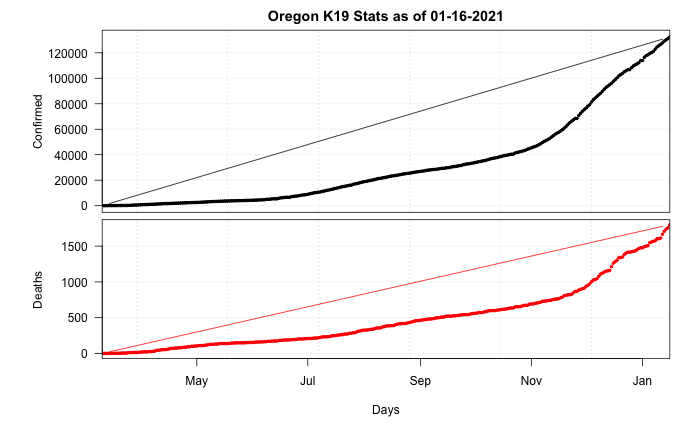 Oregon K19 Stats as of 01-16-2021
Confirmed
120000
100000
80000
60000
40000
20000
0
Deaths
1500
1000
500
0
May Jul Sep Nov Jan
Days